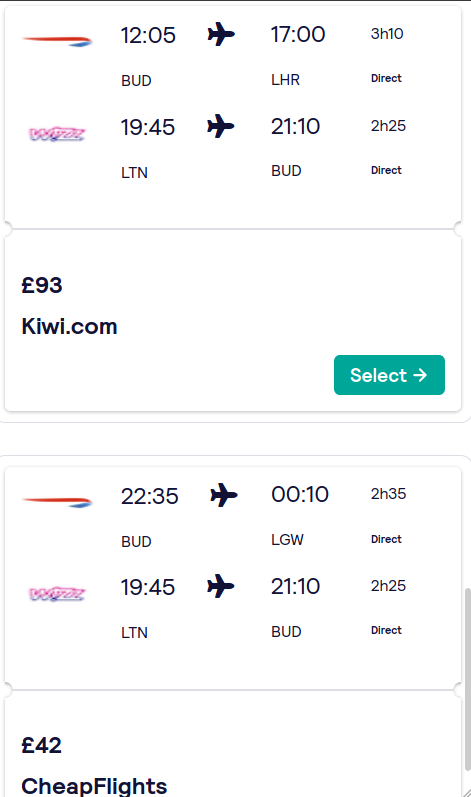 12:05 17:00 3h10
BUD LHR Direct
Wizz 19:45 21:10 2h25
LTN BUD Direct
£93
Kiwi.com
Select →
22:35 00:10 2h35
BUD LGW Direct
Wizz 19:45 21:10 2h25
LTN BUD Direct
£42
CheapFlights